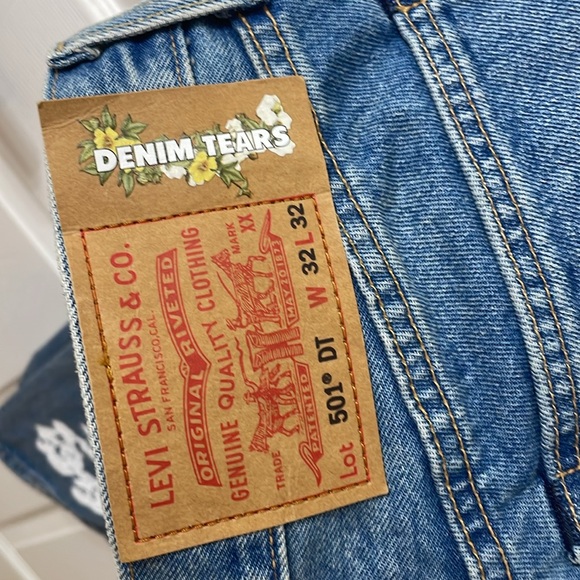 DENIM TEARS
LEVI STRAUSS & CO.
SAN FRANCISCO, CAL.
ORIGINAL RIVETED
GENUINE QUALITY CLOTHING
TRADE MARK
XX
PATENTED
MAY 20 1873
Lot 501® DT W 32 L 32